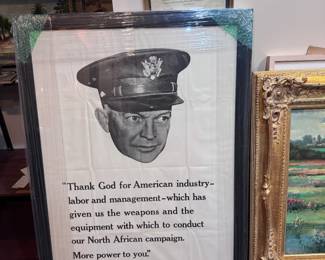 "Thank God for American industry–
labor and management–which has
given us the weapons and the
equipment with which to conduct
our North African campaign.
More power to you."